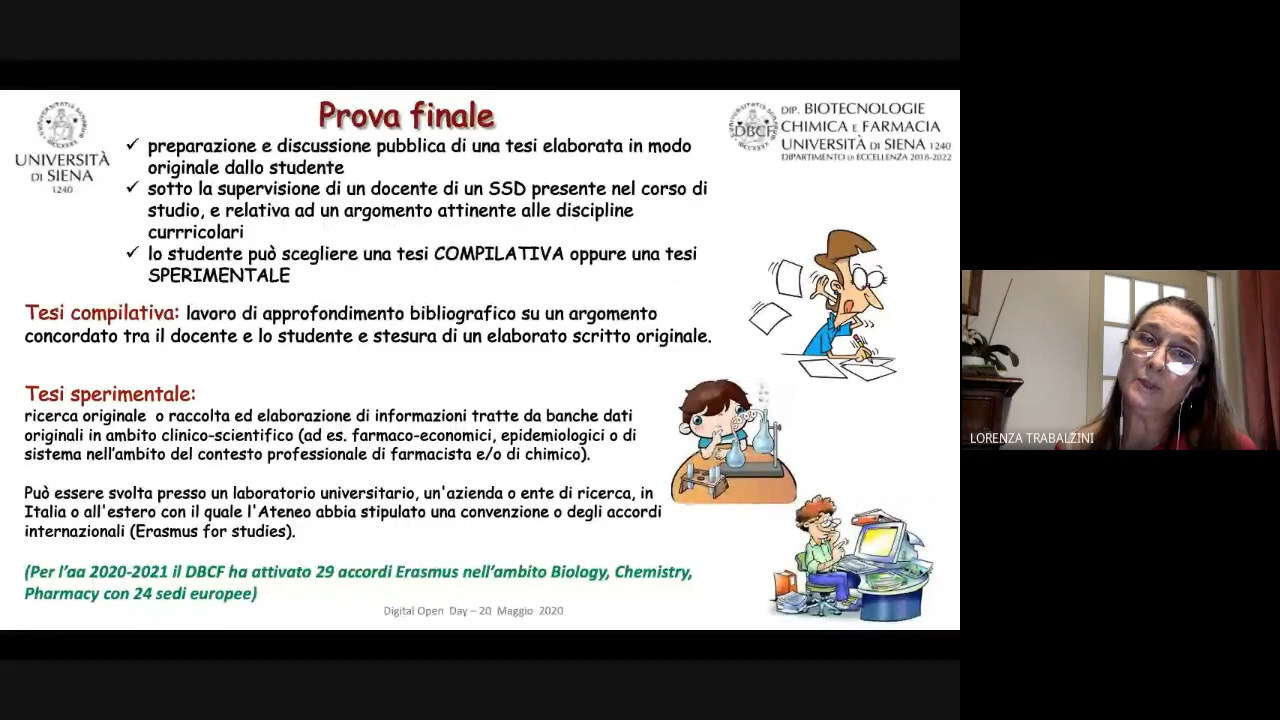 Prova finale
UNIVERSITÀ
DI SIENA
1240
DBCF
DIP. BIOTECNOLOGIE
CHIMICA E FARMACIA
UNIVERSITÀ DI SIENA 1240
DIPARTIMENTO DI ECCELLENZA 2018-2022
✓ preparazione e discussione pubblica di una tesi elaborata in modo
originale dallo studente
✓ sotto la supervisione di un docente di un SSD presente nel corso di
studio, e relativa ad un argomento attinente alle discipline
currricolari
✓ lo studente può scegliere una tesi COMPILATIVA oppure una tesi
SPERIMENTALE
Tesi compilativa: lavoro di approfondimento bibliografico su un argomento
concordato tra il docente e lo studente e stesura di un elaborato scritto originale.
Tesi sperimentale:
ricerca originale o raccolta ed elaborazione di informazioni tratte da banche dati
originali in ambito clinico-scientifico (ad es. farmaco-economici, epidemiologici o di
sistema nell'ambito del contesto professionale di farmacista e/o di chimico).
Può essere svolta presso un laboratorio universitario, un'azienda o ente di ricerca, in
Italia o all'estero con il quale l'Ateneo abbia stipulato una convenzione o degli accordi
internazionali (Erasmus for studies).
(Per l'aa 2020-2021 il DBCF ha attivato 29 accordi Erasmus nell'ambito Biology, Chemistry,
Pharmacy con 24 sedi europee)
Digital Open Day – 20 Maggio 2020
LORENZA TRABALZINI